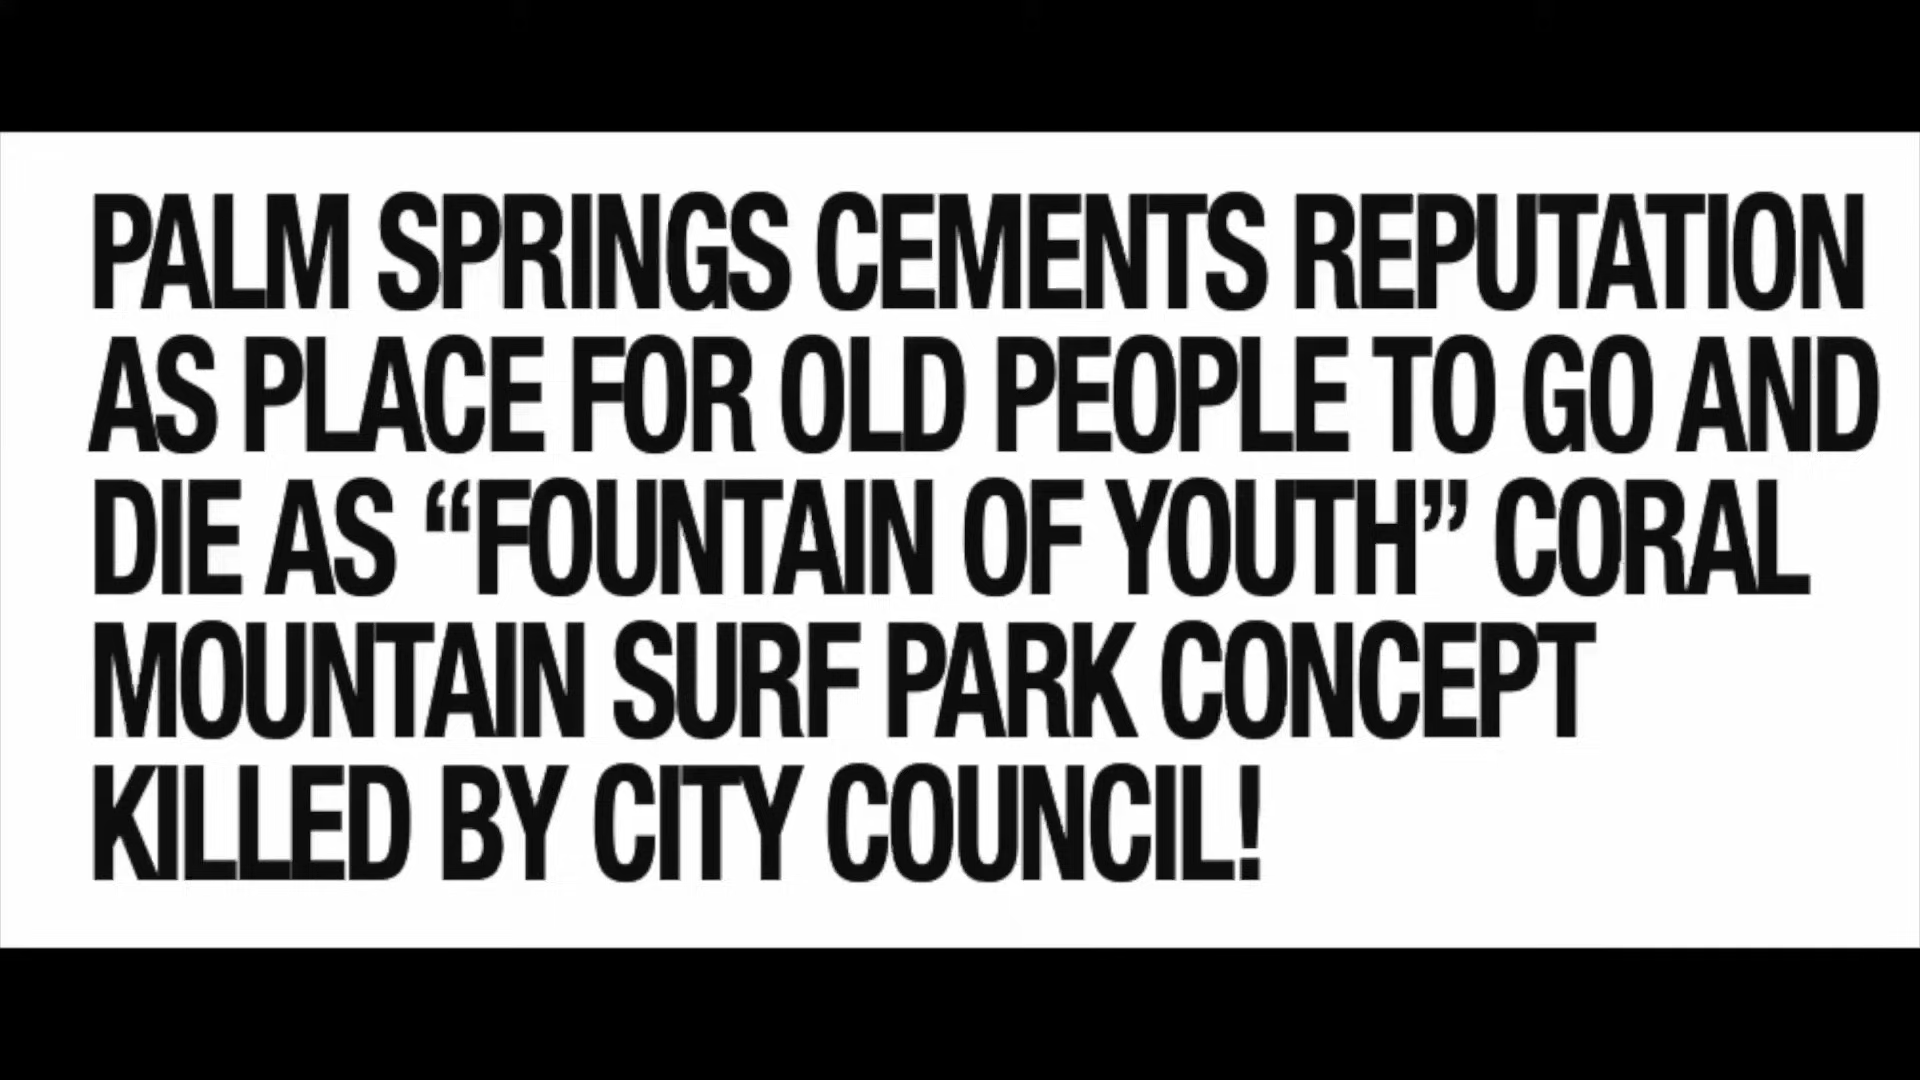 PALM SPRINGS CEMENTS REPUTATION
AS PLACE FOR OLD PEOPLE TO GO AND
DIE AS “FOUNTAIN OF YOUTH” CORAL
MOUNTAIN SURF PARK CONCEPT
KILLED BY CITY COUNCIL!